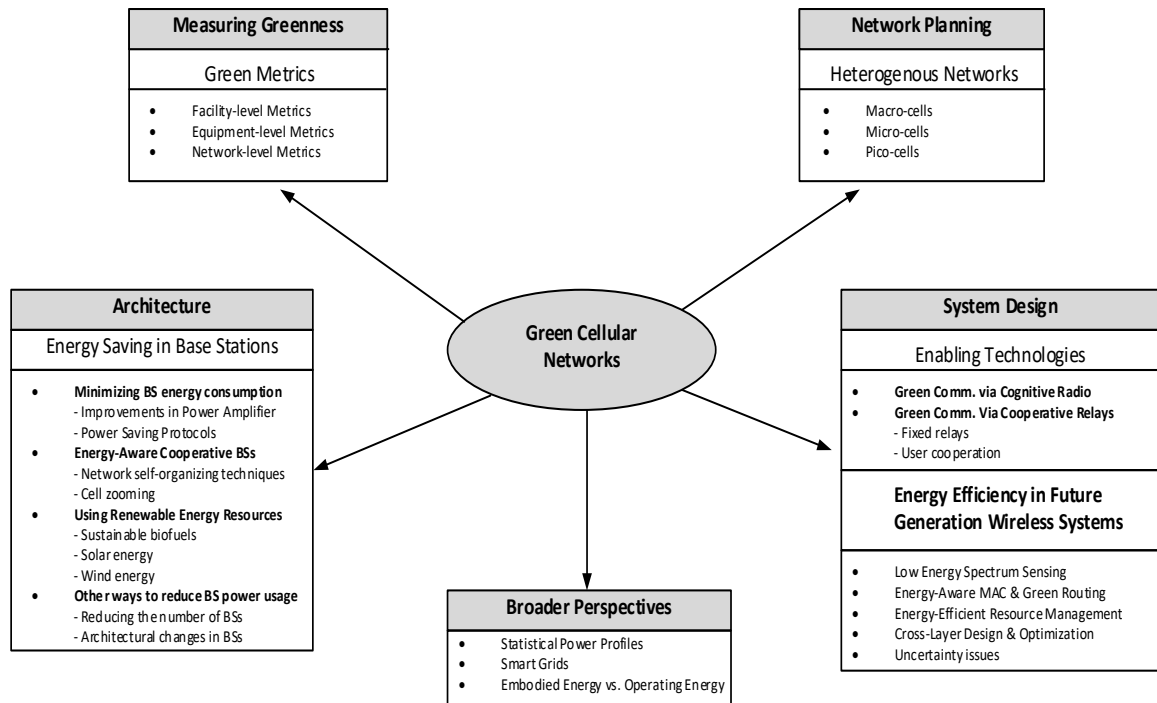 Measuring Greenness
Green Metrics
• Facility-level Metrics
• Equipment-level Metrics
• Network-level Metrics
Network Planning
Heterogenous Networks
• Macro-cells
• Micro-cells
• Pico-cells
Architecture
Energy Saving in Base Stations
• Minimizing BS energy consumption
- Improvements in Power Amplifier
- Power Saving Protocols
• Energy-Aware Cooperative BSs
- Network self-organizing techniques
- Cell zooming
• Using Renewable Energy Resources
- Sustainable biofuels
- Solar energy
- Wind energy
• Other ways to reduce BS power usage
- Reducing the number of BSs
- Architectural changes in BSs
Green Cellular
Networks
System Design
Enabling Technologies
• Green Comm. via Cognitive Radio
• Green Comm. Via Cooperative Relays
- Fixed relays
- User cooperation
Energy Efficiency in Future
Generation Wireless Systems
• Low Energy Spectrum Sensing
• Energy-Aware MAC & Green Routing
• Energy-Efficient Resource Management
• Cross-Layer Design & Optimization
• Uncertainty issues
Broader Perspectives
• Statistical Power Profiles
• Smart Grids
• Embodied Energy vs. Operating Energy